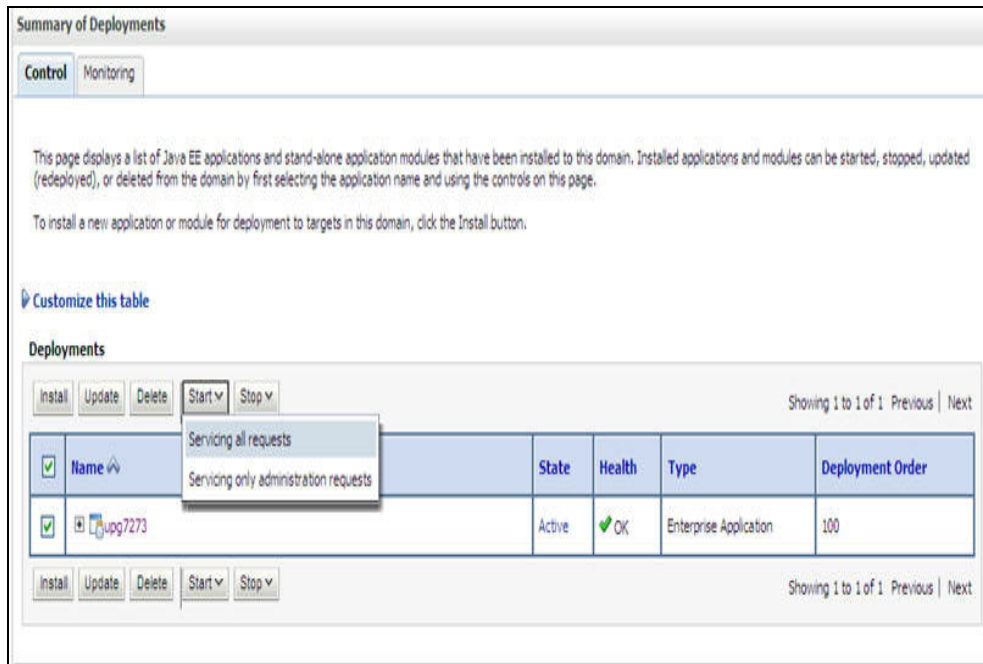 Summary of Deployments
Control Monitoring
This page displays a list of Java EE applications and stand-alone application modules that have been installed to this domain. Installed applications and modules can be started, stopped, updated
(redeployed), or deleted from the domain by first selecting the application name and using the controls on this page.
To install a new application or module for deployment to targets in this domain, click the Install button.
Customize this table
Deployments
Install Update Delete Start Stop Showing 1 to 1 of 1 Previous | Next
Servicing all requests
Servicing only administration requests
Name State Health Type Deployment Order
upg7273 Active OK Enterprise Application 100
Install Update Delete Start Stop Showing 1 to 1 of 1 Previous | Next